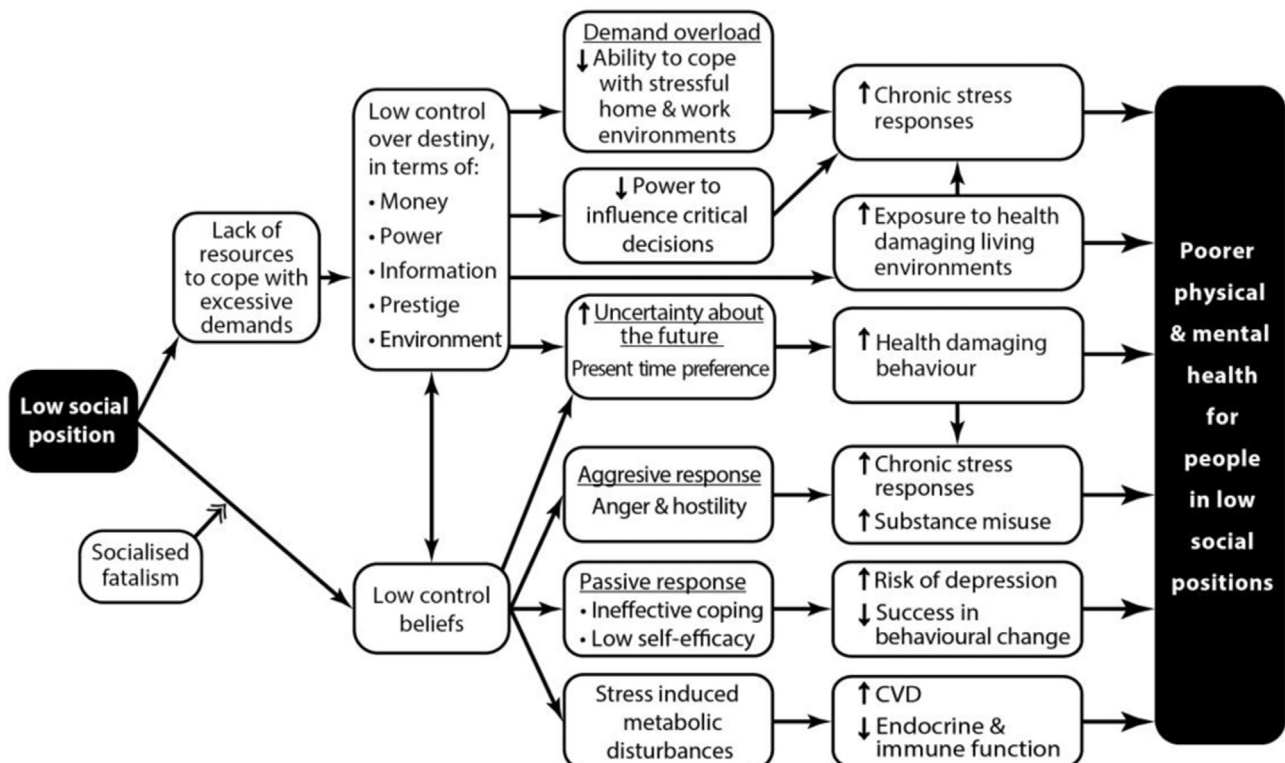 Low social
position
Socialised
fatalism
Lack of
resources
to cope with
excessive
demands
Low control
over destiny,
in terms of:
• Money
• Power
• Information
• Prestige
• Environment
Low control
beliefs
Demand overload
↓ Ability to cope
with stressful
home & work
environments
↓ Power to
influence critical
decisions
↑ Uncertainty about
the future
Present time preference
Aggresive response
Anger & hostility
Passive response
• Ineffective coping
• Low self-efficacy
Stress induced
metabolic
disturbances
↑ Chronic stress
responses
↑ Exposure to health
damaging living
environments
↑ Health damaging
behaviour
↑ Chronic stress
responses
↑ Substance misuse
↑ Risk of depression
↓ Success in
behavioural change
↑ CVD
↓ Endocrine &
immune function
Poorer
physical
& mental
health
for
people
in low
social
positions